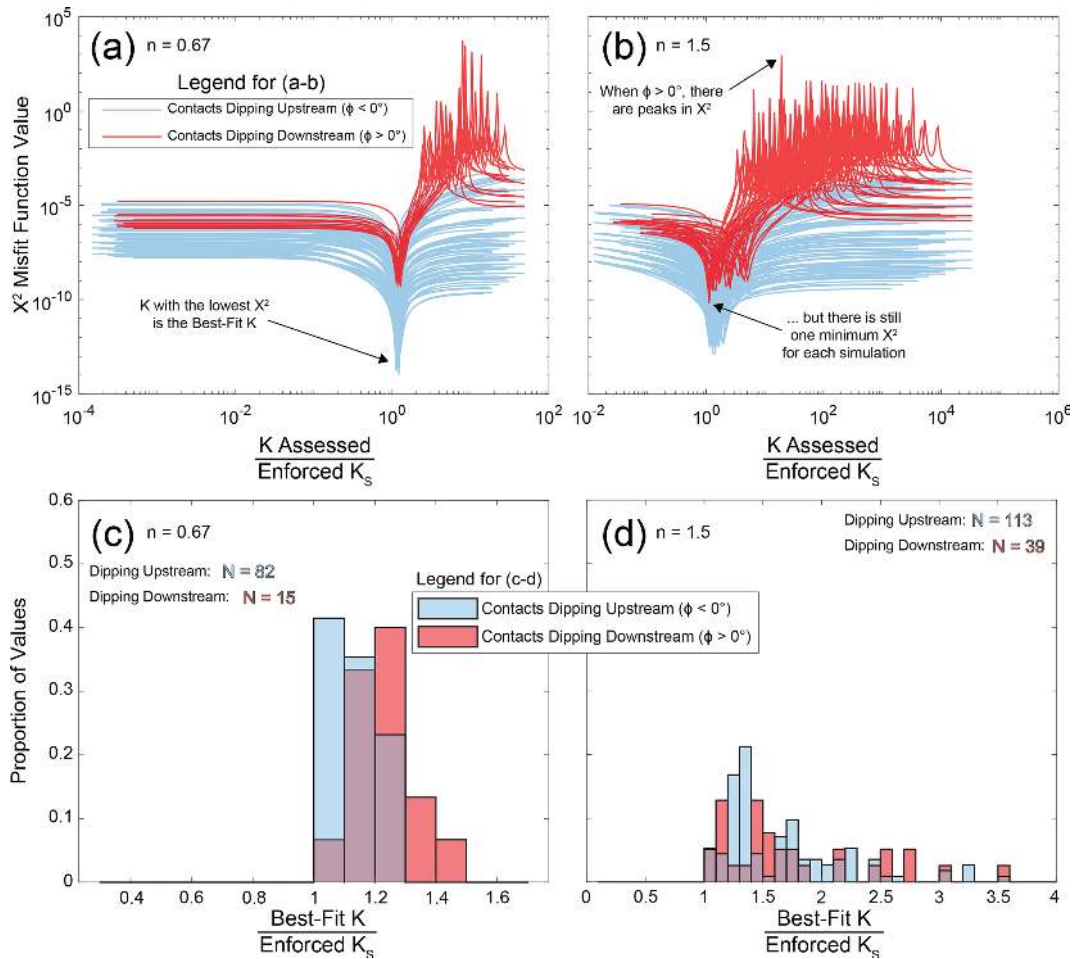 (a) n = 0.67
Legend for (a-b)
Contacts Dipping Upstream (ϕ < 0°)
Contacts Dipping Downstream (ϕ > 0°)
K with the lowest X²
is the Best-Fit K
X² Misfit Function Value
10⁵
10⁰
10⁻⁵
10⁻¹⁰
10⁻¹⁵
10⁻⁴
10⁻²
10⁰
10²
K Assessed
Enforced Kₛ
(b) n = 1.5
When ϕ > 0°, there
are peaks in X²
... but there is still
one minimum X²
for each simulation
10⁻²
10⁰
10²
10⁴
10⁶
K Assessed
Enforced Kₛ
(c) n = 0.67
Dipping Upstream: N = 82
Dipping Downstream: N = 15
Legend for (c-d)
Contacts Dipping Upstream (ϕ < 0°)
Contacts Dipping Downstream (ϕ > 0°)
Proportion of Values
0.6
0.5
0.4
0.3
0.2
0.1
0
0.4
0.6
0.8
1
1.2
1.4
1.6
Best-Fit K
Enforced Kₛ
(d) n = 1.5
Dipping Upstream: N = 113
Dipping Downstream: N = 39
0
0.5
1
1.5
2
2.5
3
3.5
4
Best-Fit K
Enforced Kₛ